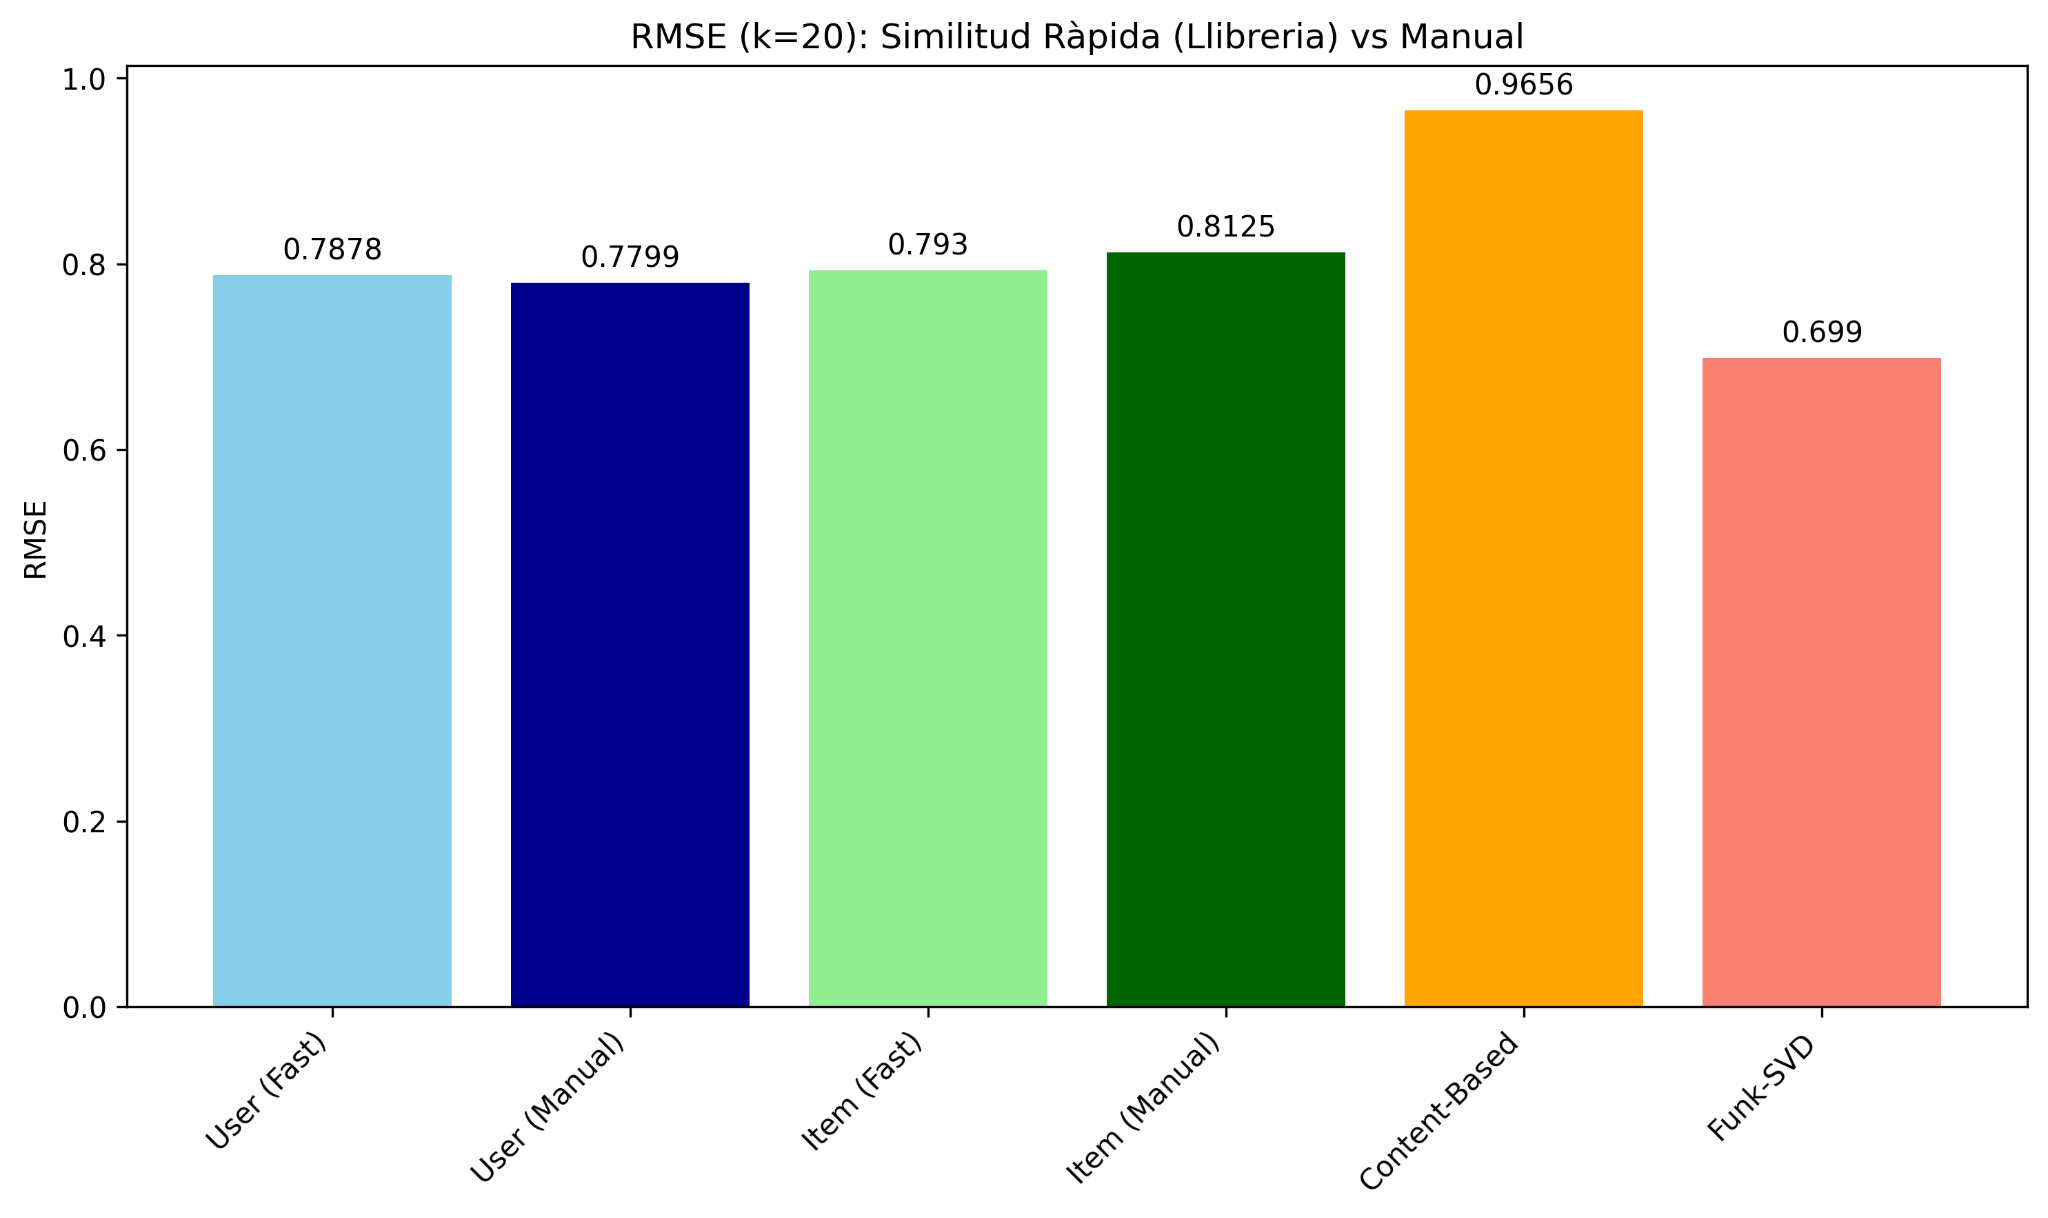 RMSE (k=20): Similitud Ràpida (Llibreria) vs Manual
RMSE
1.0
0.8
0.6
0.4
0.2
0.0
0.7878
0.7799
0.793
0.8125
0.9656
0.699
User (Fast)
User (Manual)
Item (Fast)
Item (Manual)
Content-Based
Funk-SVD